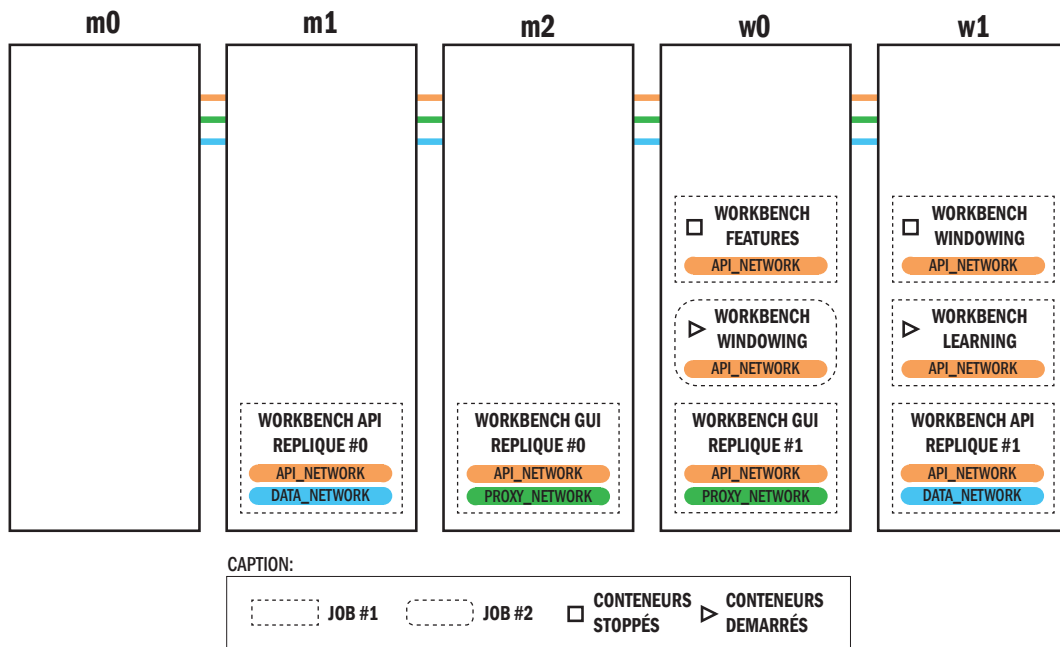 m0
m1
m2
w0
w1
WORKBENCH
FEATURES
API_NETWORK
WORKBENCH
WINDOWING
API_NETWORK
WORKBENCH
WINDOWING
API_NETWORK
WORKBENCH
LEARNING
API_NETWORK
WORKBENCH API
REPLIQUE #0
API_NETWORK
DATA_NETWORK
WORKBENCH GUI
REPLIQUE #0
API_NETWORK
PROXY_NETWORK
WORKBENCH GUI
REPLIQUE #1
API_NETWORK
PROXY_NETWORK
WORKBENCH API
REPLIQUE #1
API_NETWORK
DATA_NETWORK
CAPTION:
JOB #1
JOB #2
CONTENEURS
STOPPÉS
CONTENEURS
DEMARRÉS